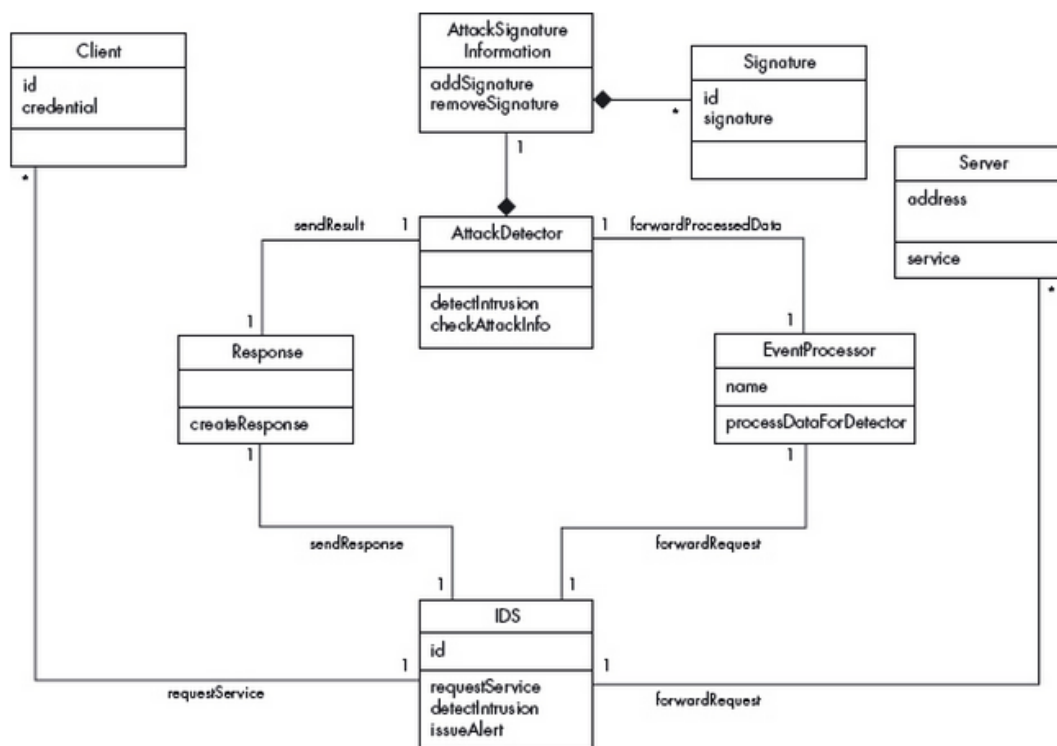 Client
id
credential
*
AttackSignature
Information
addSignature
removeSignature
1
Signature
id
signature
*
Server
address
service
*
sendResult
1
AttackDetector
detectIntrusion
checkAttackInfo
1
forwardProcessedData
1
Response
createResponse
1
1
EventProcessor
name
processDataForDetector
1
sendResponse
1
forwardRequest
1
IDS
id
requestService
detectIntrusion
issueAlert
1
requestService
1
forwardRequest